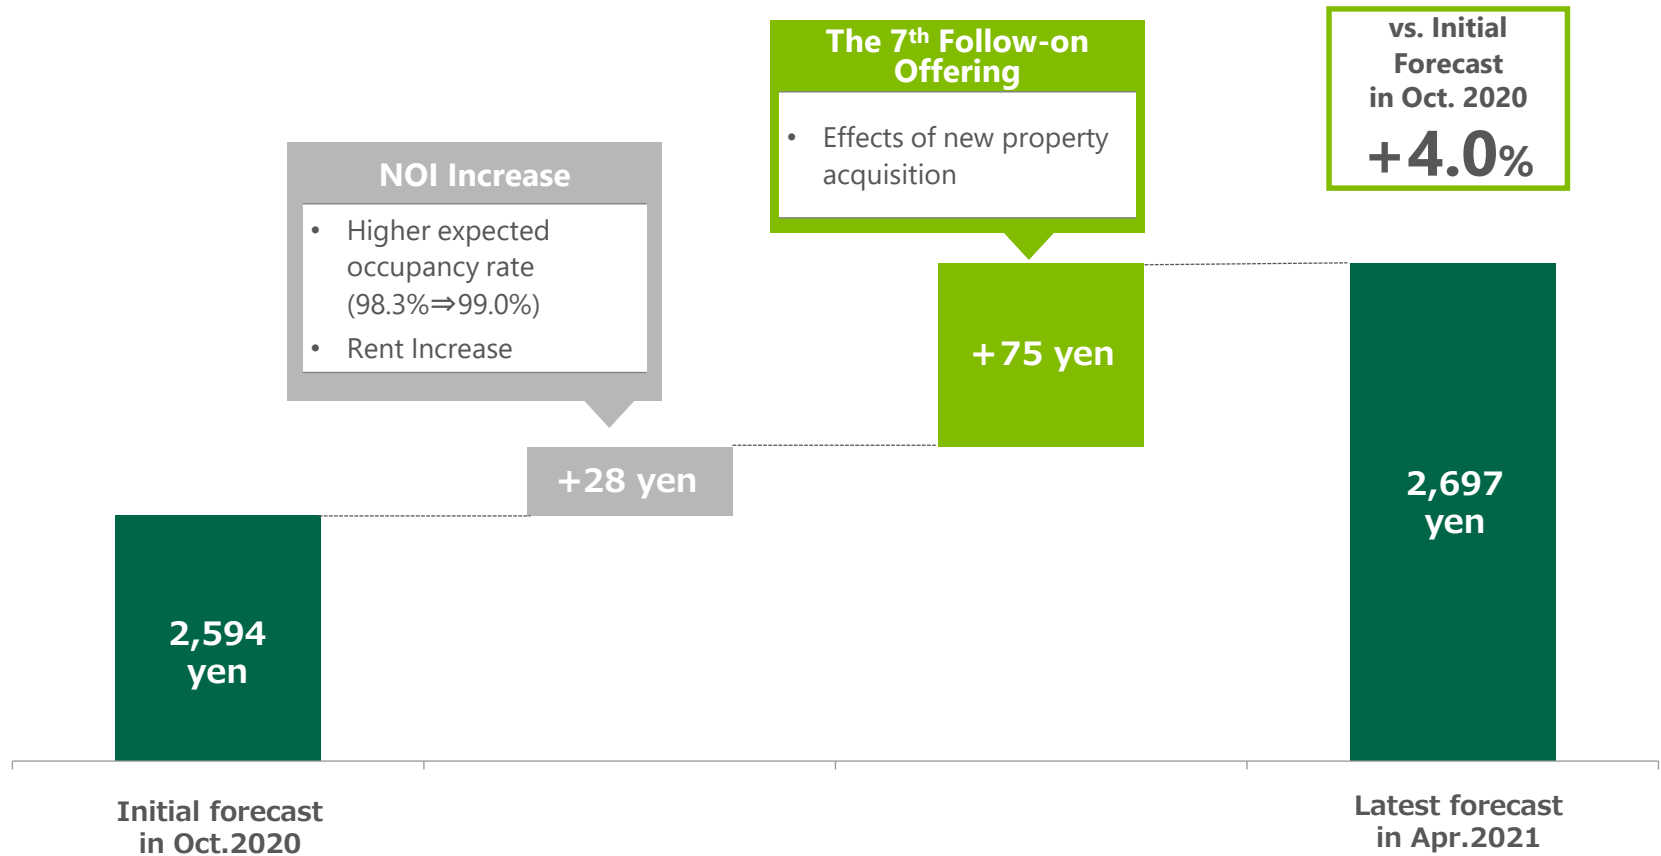 The 7th Follow-on
Offering
• Effects of new property
acquisition
vs. Initial
Forecast
in Oct. 2020
+4.0%
NOI Increase
• Higher expected
occupancy rate
(98.3%⇒99.0%)
• Rent Increase
+75 yen
+28 yen
2,594
yen
2,697
yen
Initial forecast
in Oct.2020
Latest forecast
in Apr.2021